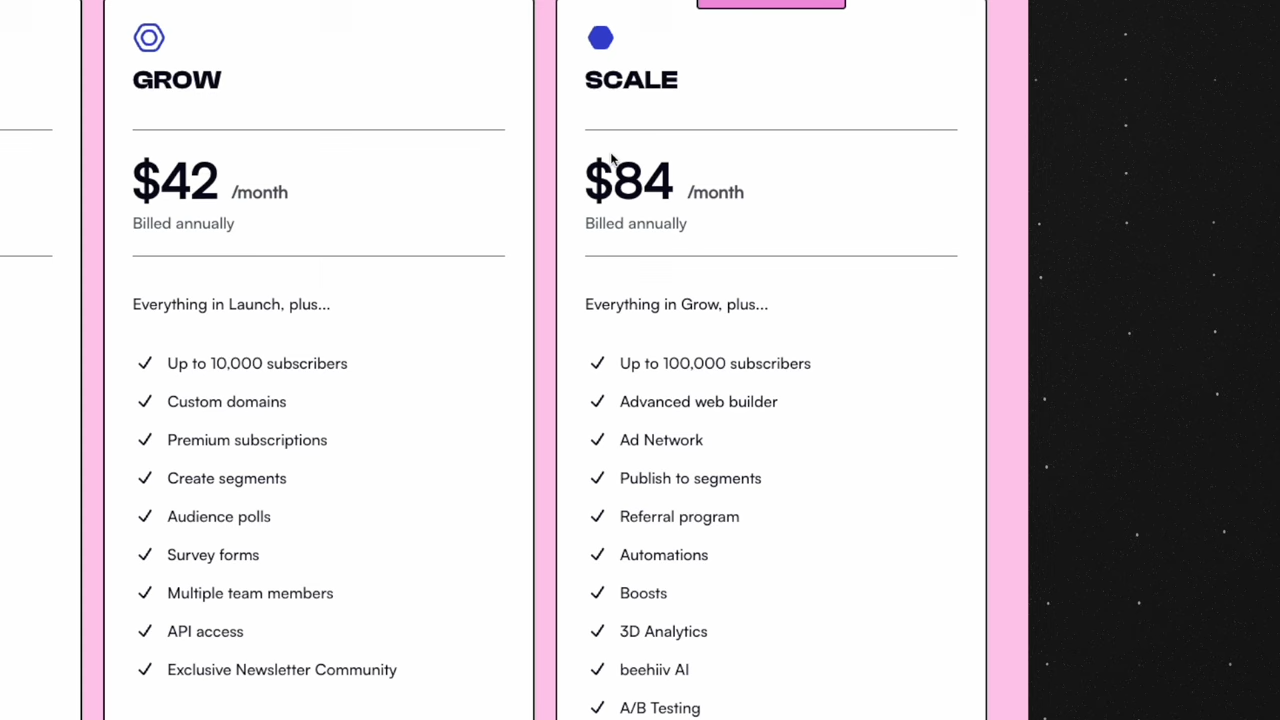 GROW
$42 /month
Billed annually
Everything in Launch, plus...
Up to 10,000 subscribers
Custom domains
Premium subscriptions
Create segments
Audience polls
Survey forms
Multiple team members
API access
Exclusive Newsletter Community
SCALE
$84 /month
Billed annually
Everything in Grow, plus...
Up to 100,000 subscribers
Advanced web builder
Ad Network
Publish to segments
Referral program
Automations
Boosts
3D Analytics
beehiiv AI
A/B Testing